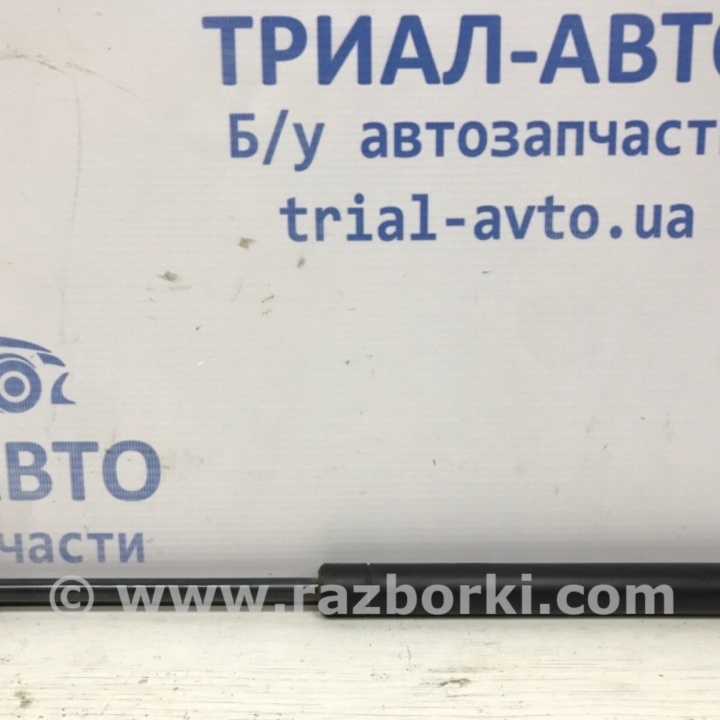 ТРИАЛ-АВТО
Б/у автозапчасти
trial-avto.ua
АВТО
части
© www.razborki.com